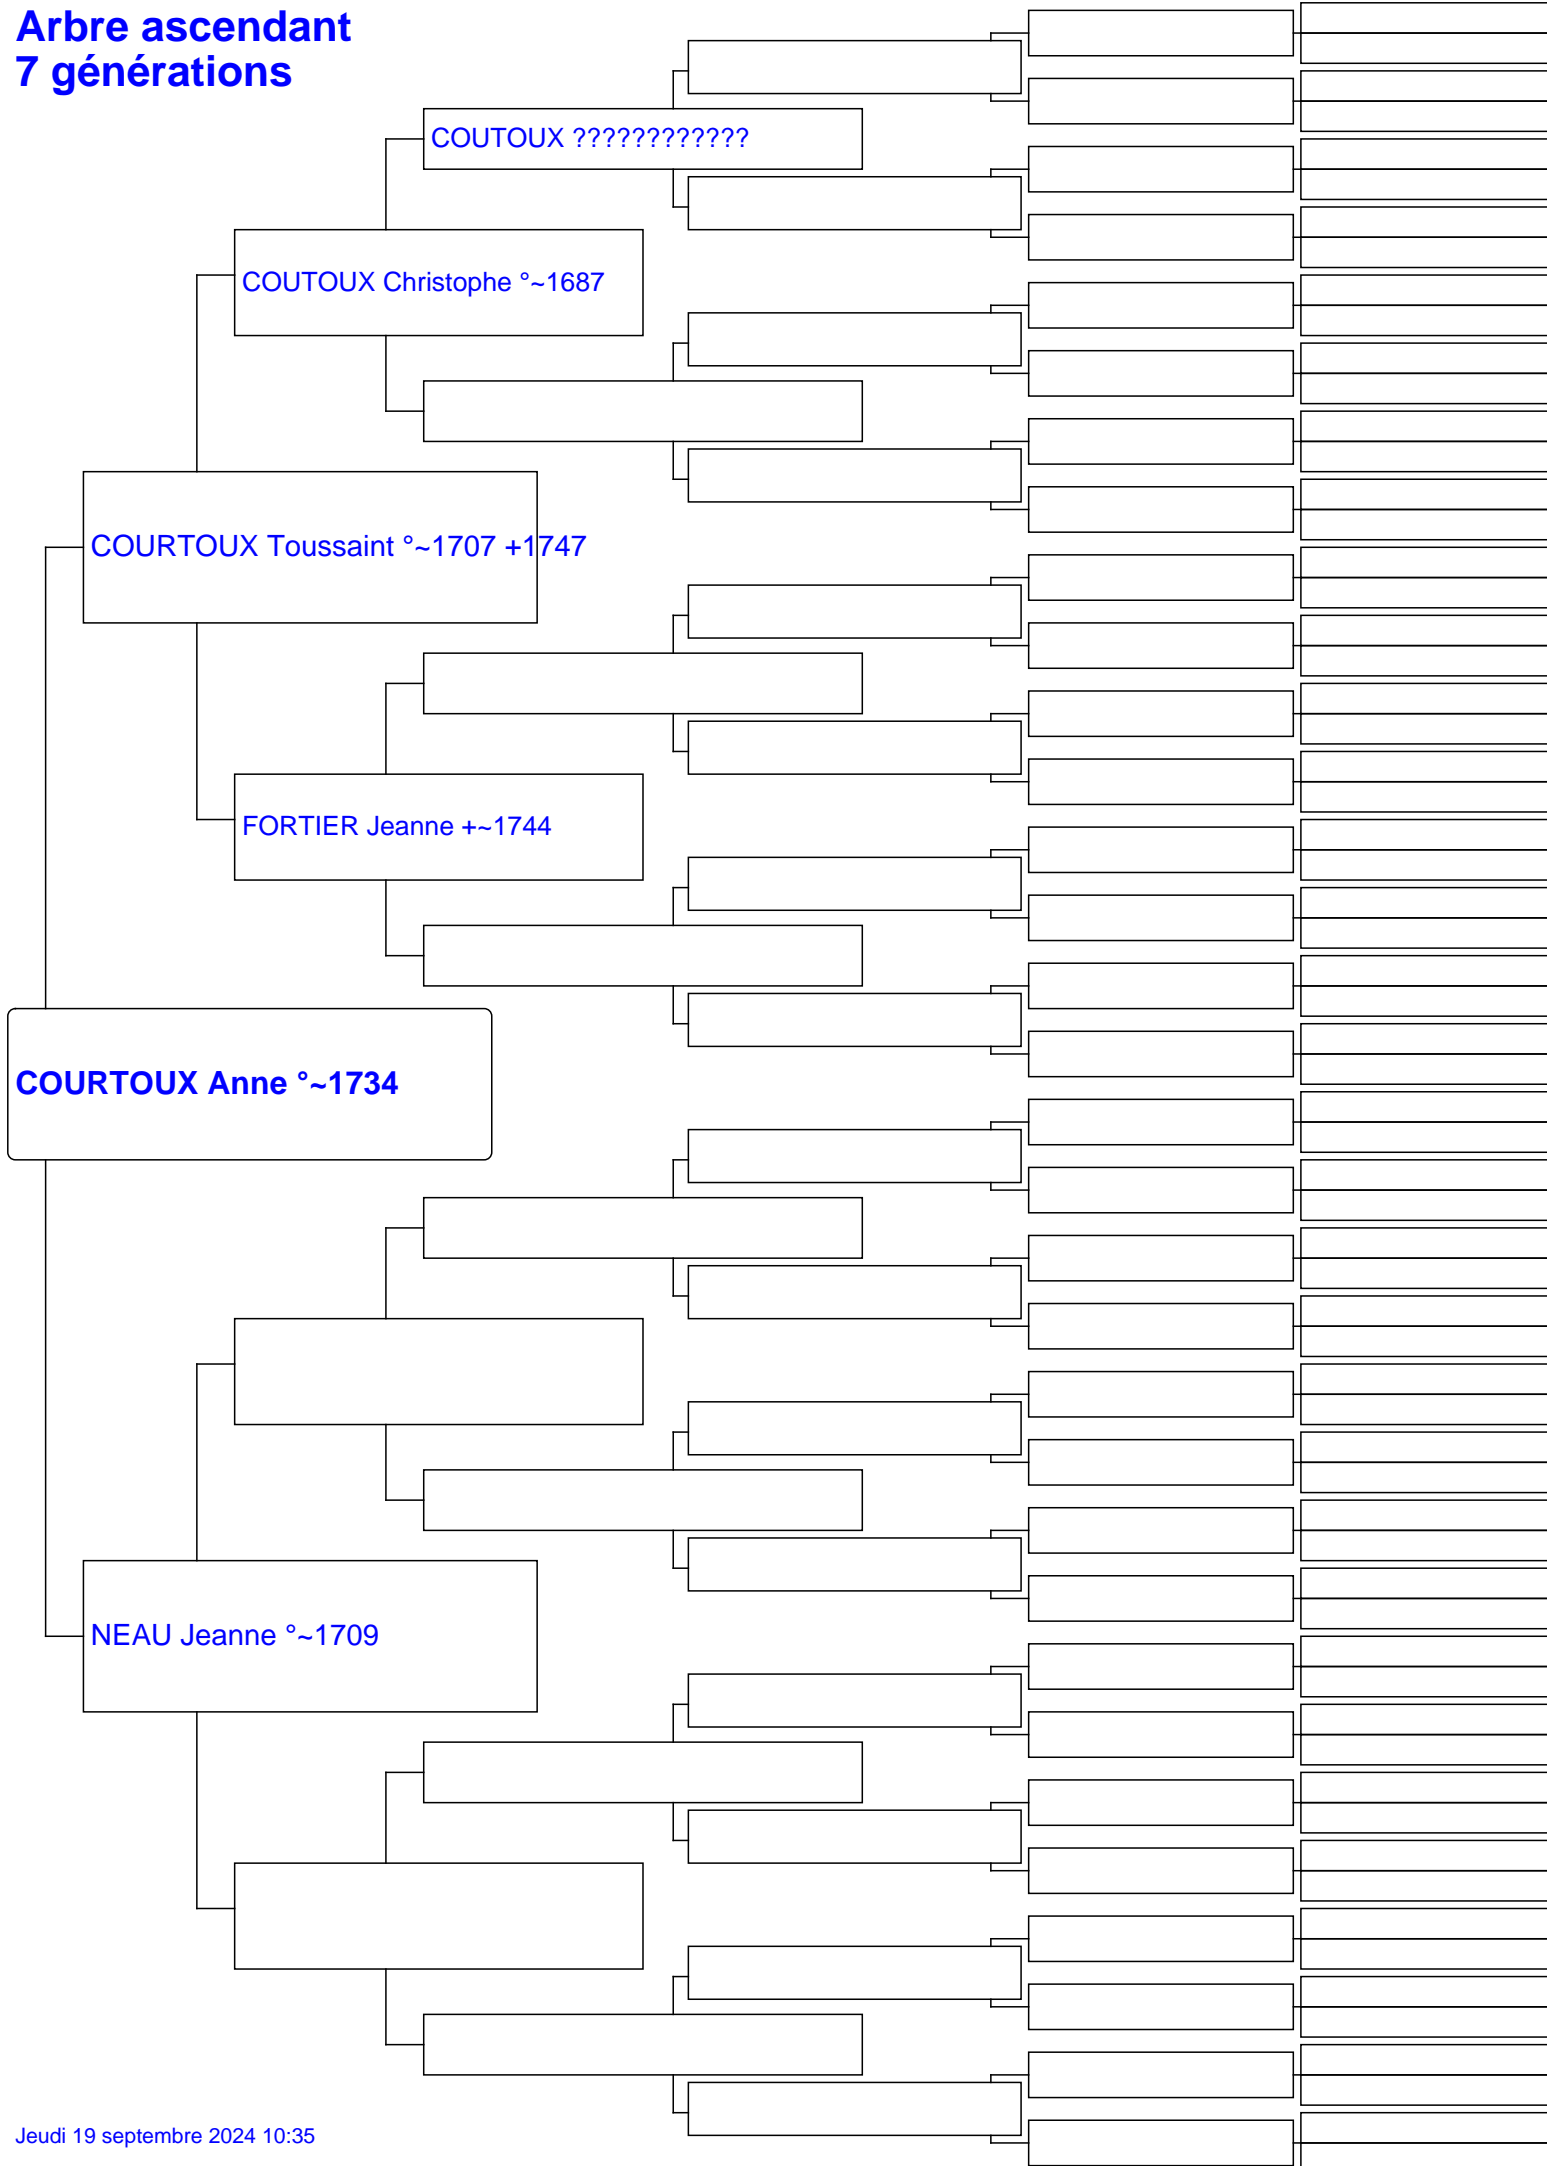 Arbre ascendant
7 générations
COUTOUX ????????????
COUTOUX Christophe °~1687
COURTOUX Toussaint °~1707 +1747
FORTIER Jeanne +~1744
COURTOUX Anne °~1734
NEAU Jeanne °~1709
Jeudi 19 septembre 2024 10:35